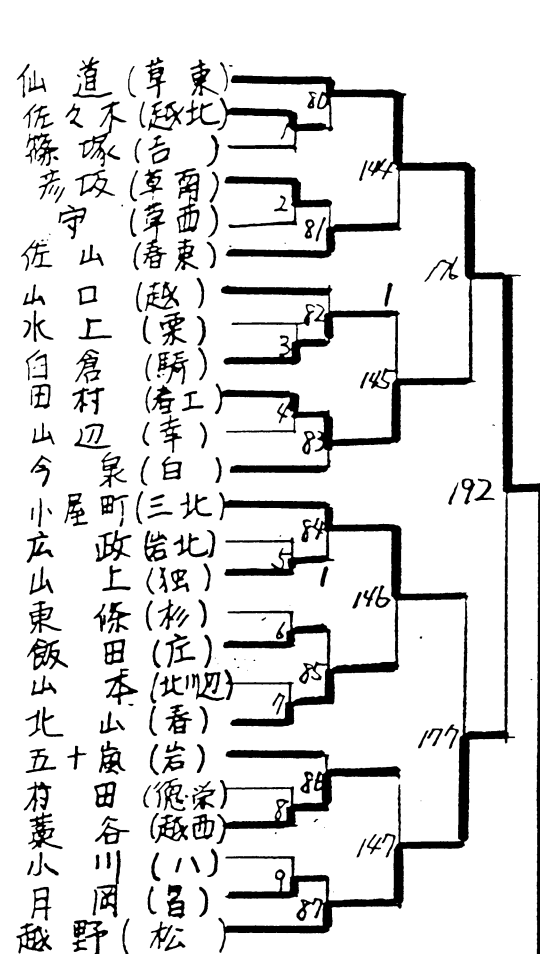 仙道(草東)
80
佐々木(越北)
1
篠塚(吉)
144
彦坂(草南)
2
守(草西)
81
佐山(春東)
176
山口(越)
82
1
水上(栗)
3
白倉(騎)
145
田村(春工)
4
山辺(幸)
83
今泉(白)
192
小屋町(三北)
84
広政(岩北)
5
山上(独)
1
146
東條(杉)
6
飯田(庄)
85
山本(北川辺)
7
北山(春)
177
五十嵐(岩)
86
村田(徳栄)
8
藁谷(越西)
147
小川(八)
9
月岡(昌)
87
越野(松)